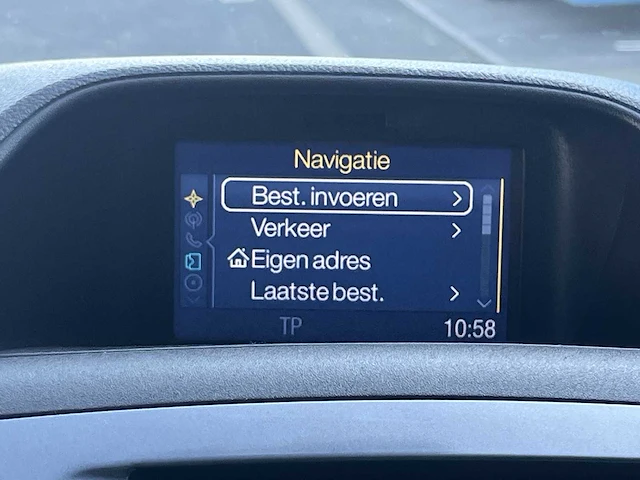 Navigatie
Best. invoeren
Verkeer
Eigen adres
Laatste best.
TP 10:58